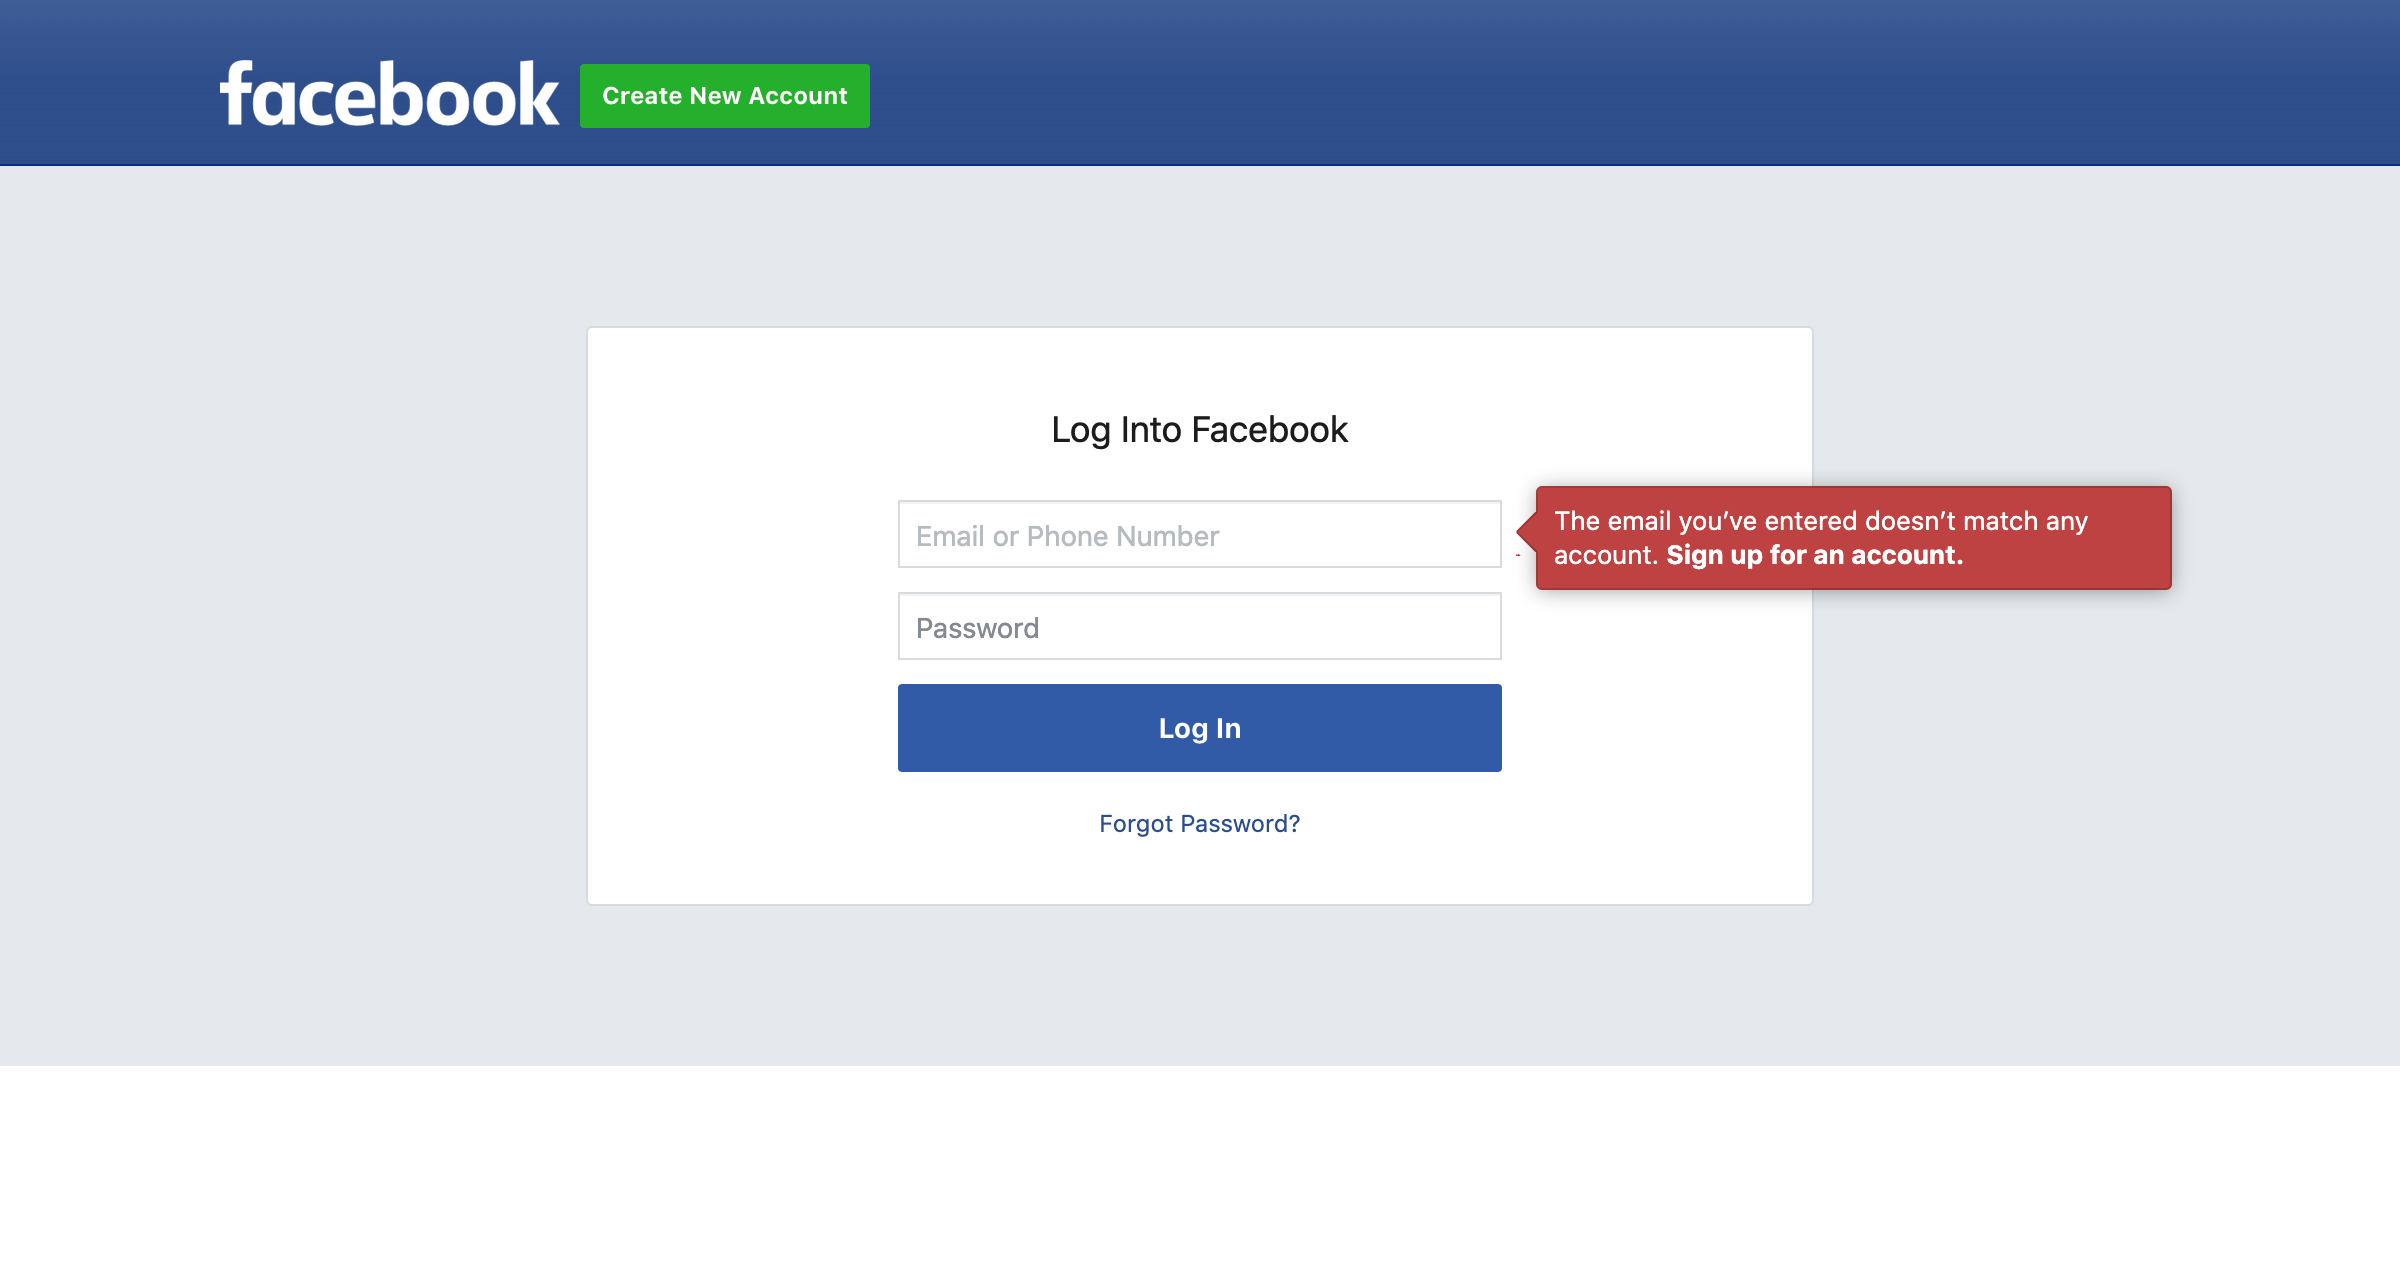 facebook
Create New Account
Log Into Facebook
Email or Phone Number
The email you’ve entered doesn’t match any
account. Sign up for an account.
Password
Log In
Forgot Password?